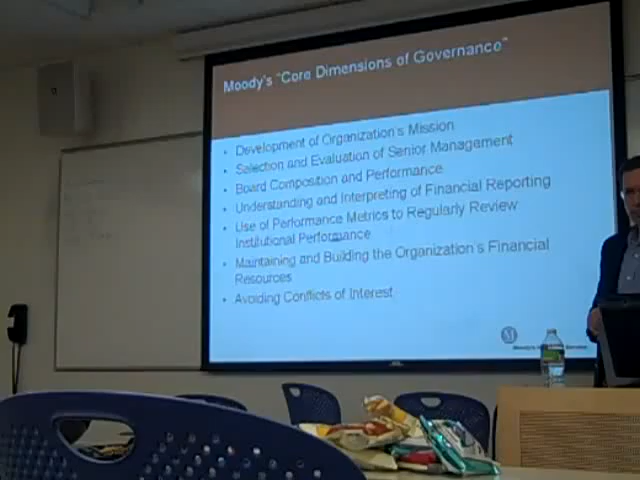 Moody's "Core Dimensions of Governance"
• Development of Organization's Mission
• Selection and Evaluation of Senior Management
• Board Composition and Performance
• Understanding and Interpreting of Financial Reporting
• Use of Performance Metrics to Regularly Review
Institutional Performance
• Maintaining and Building the Organization's Financial
Resources
• Avoiding Conflicts of Interest
M